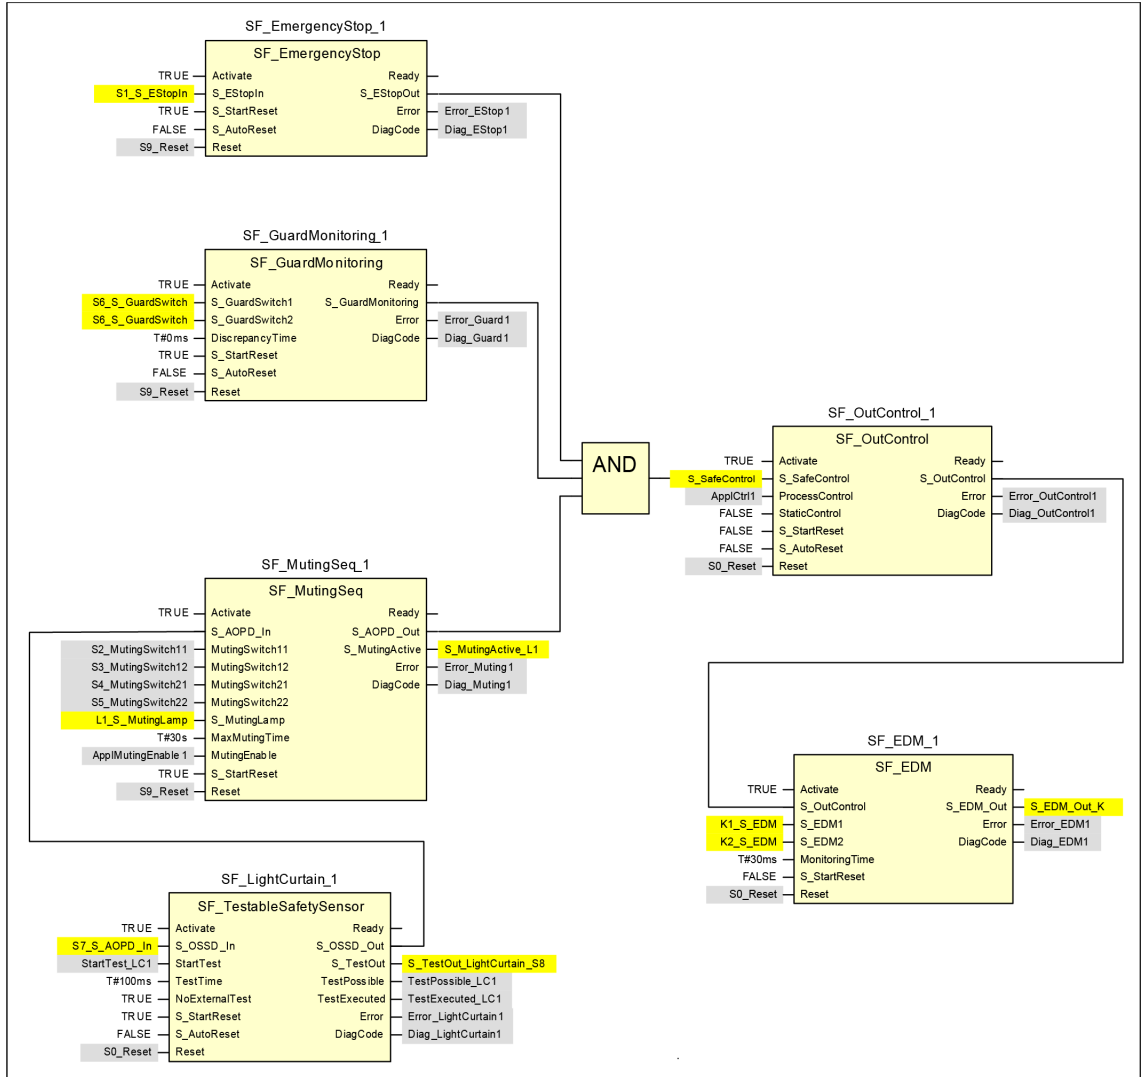 SF_EmergencyStop_1
SF_EmergencyStop
TRUE Activate Ready
S1_S_EStopIn S_EStopIn S_EStopOut
TRUE S_StartReset Error Error_EStop1
FALSE S_AutoReset DiagCode Diag_EStop1
S9_Reset Reset
SF_GuardMonitoring_1
SF_GuardMonitoring
TRUE Activate Ready
S6_S_GuardSwitch S_GuardSwitch1 S_GuardMonitoring
S6_S_GuardSwitch S_GuardSwitch2 Error Error_Guard1
T#0ms DiscrepancyTime DiagCode Diag_Guard1
TRUE S_StartReset
FALSE S_AutoReset
S9_Reset Reset
AND
SF_OutControl_1
SF_OutControl
TRUE Activate Ready
S_SafeControl S_SafeControl S_OutControl
ApplCtrl1 ProcessControl Error Error_OutControl1
FALSE StaticControl DiagCode Diag_OutControl1
FALSE S_StartReset
FALSE S_AutoReset
S0_Reset Reset
SF_MutingSeq_1
SF_MutingSeq
TRUE Activate Ready
S_AOPD_In S_AOPD_Out
S2_MutingSwitch11 MutingSwitch11 S_MutingActive S_MutingActive_L1
S3_MutingSwitch12 MutingSwitch12 Error Error_Muting1
S4_MutingSwitch21 MutingSwitch21 DiagCode Diag_Muting1
S5_MutingSwitch22 MutingSwitch22
L1_S_MutingLamp S_MutingLamp
T#30s MaxMutingTime
ApplMutingEnable1 MutingEnable
TRUE S_StartReset
S9_Reset Reset
SF_EDM_1
SF_EDM
TRUE Activate Ready
S_OutControl S_EDM_Out S_EDM_Out_K
K1_S_EDM S_EDM1 Error Error_EDM1
K2_S_EDM S_EDM2 DiagCode Diag_EDM1
T#30ms MonitoringTime
FALSE S_StartReset
S0_Reset Reset
SF_LightCurtain_1
SF_TestableSafetySensor
TRUE Activate Ready
S7_S_AOPD_In S_OSSD_In S_OSSD_Out
StartTest_LC1 StartTest S_TestOut S_TestOut_LightCurtain_S8
T#100ms TestTime TestPossible TestPossible_LC1
TRUE NoExternalTest TestExecuted TestExecuted_LC1
TRUE S_StartReset Error Error_LightCurtain1
FALSE S_AutoReset DiagCode Diag_LightCurtain1
S0_Reset Reset